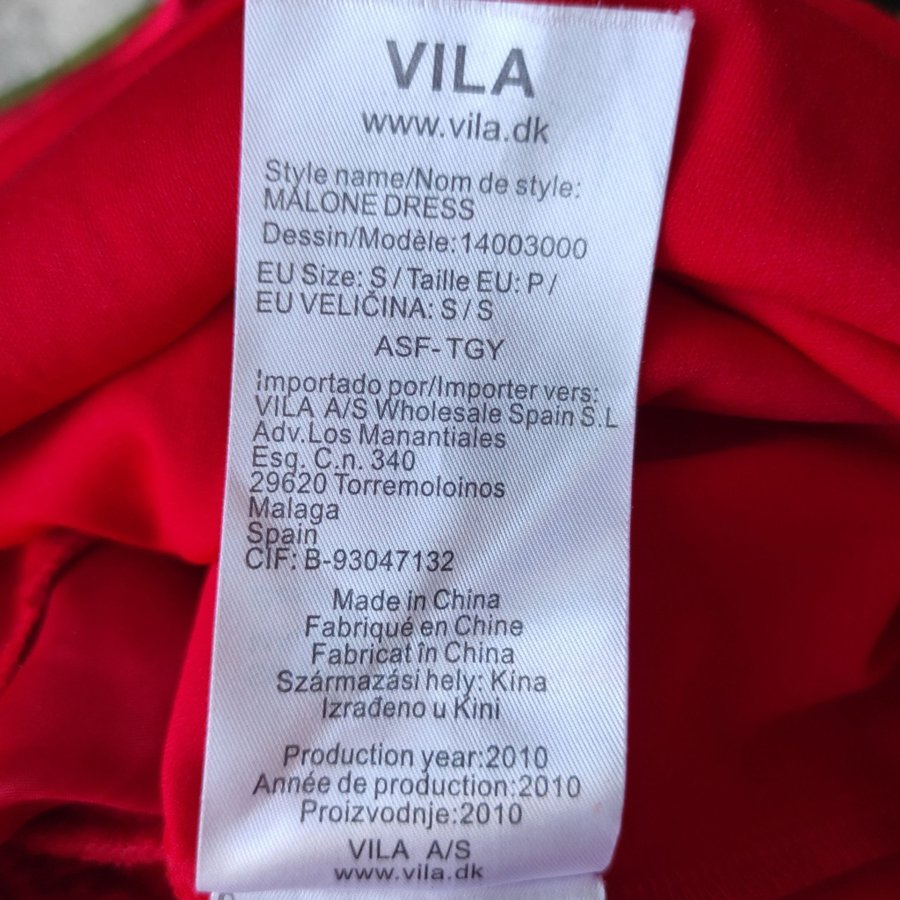 VILA
www.vila.dk
Style name/Nom de style:
MALONE DRESS
Dessin/Modèle:14003000
EU Size: S / Taille EU: P /
EU VELIČINA: S / S
ASF-TGY
Importado por/Importer vers:
VILA A/S Wholesale Spain S.L
Adv.Los Manantiales
Esq. C.n. 340
29620 Torremoloinos
Malaga
Spain
CIF: B-93047132
Made in China
Fabriqué en Chine
Fabricat în China
Származási hely: Kina
Izrađeno u Kini
Production year:2010
Année de production:2010
Proizvodnje:2010
VILA A/S
www.vila.dk